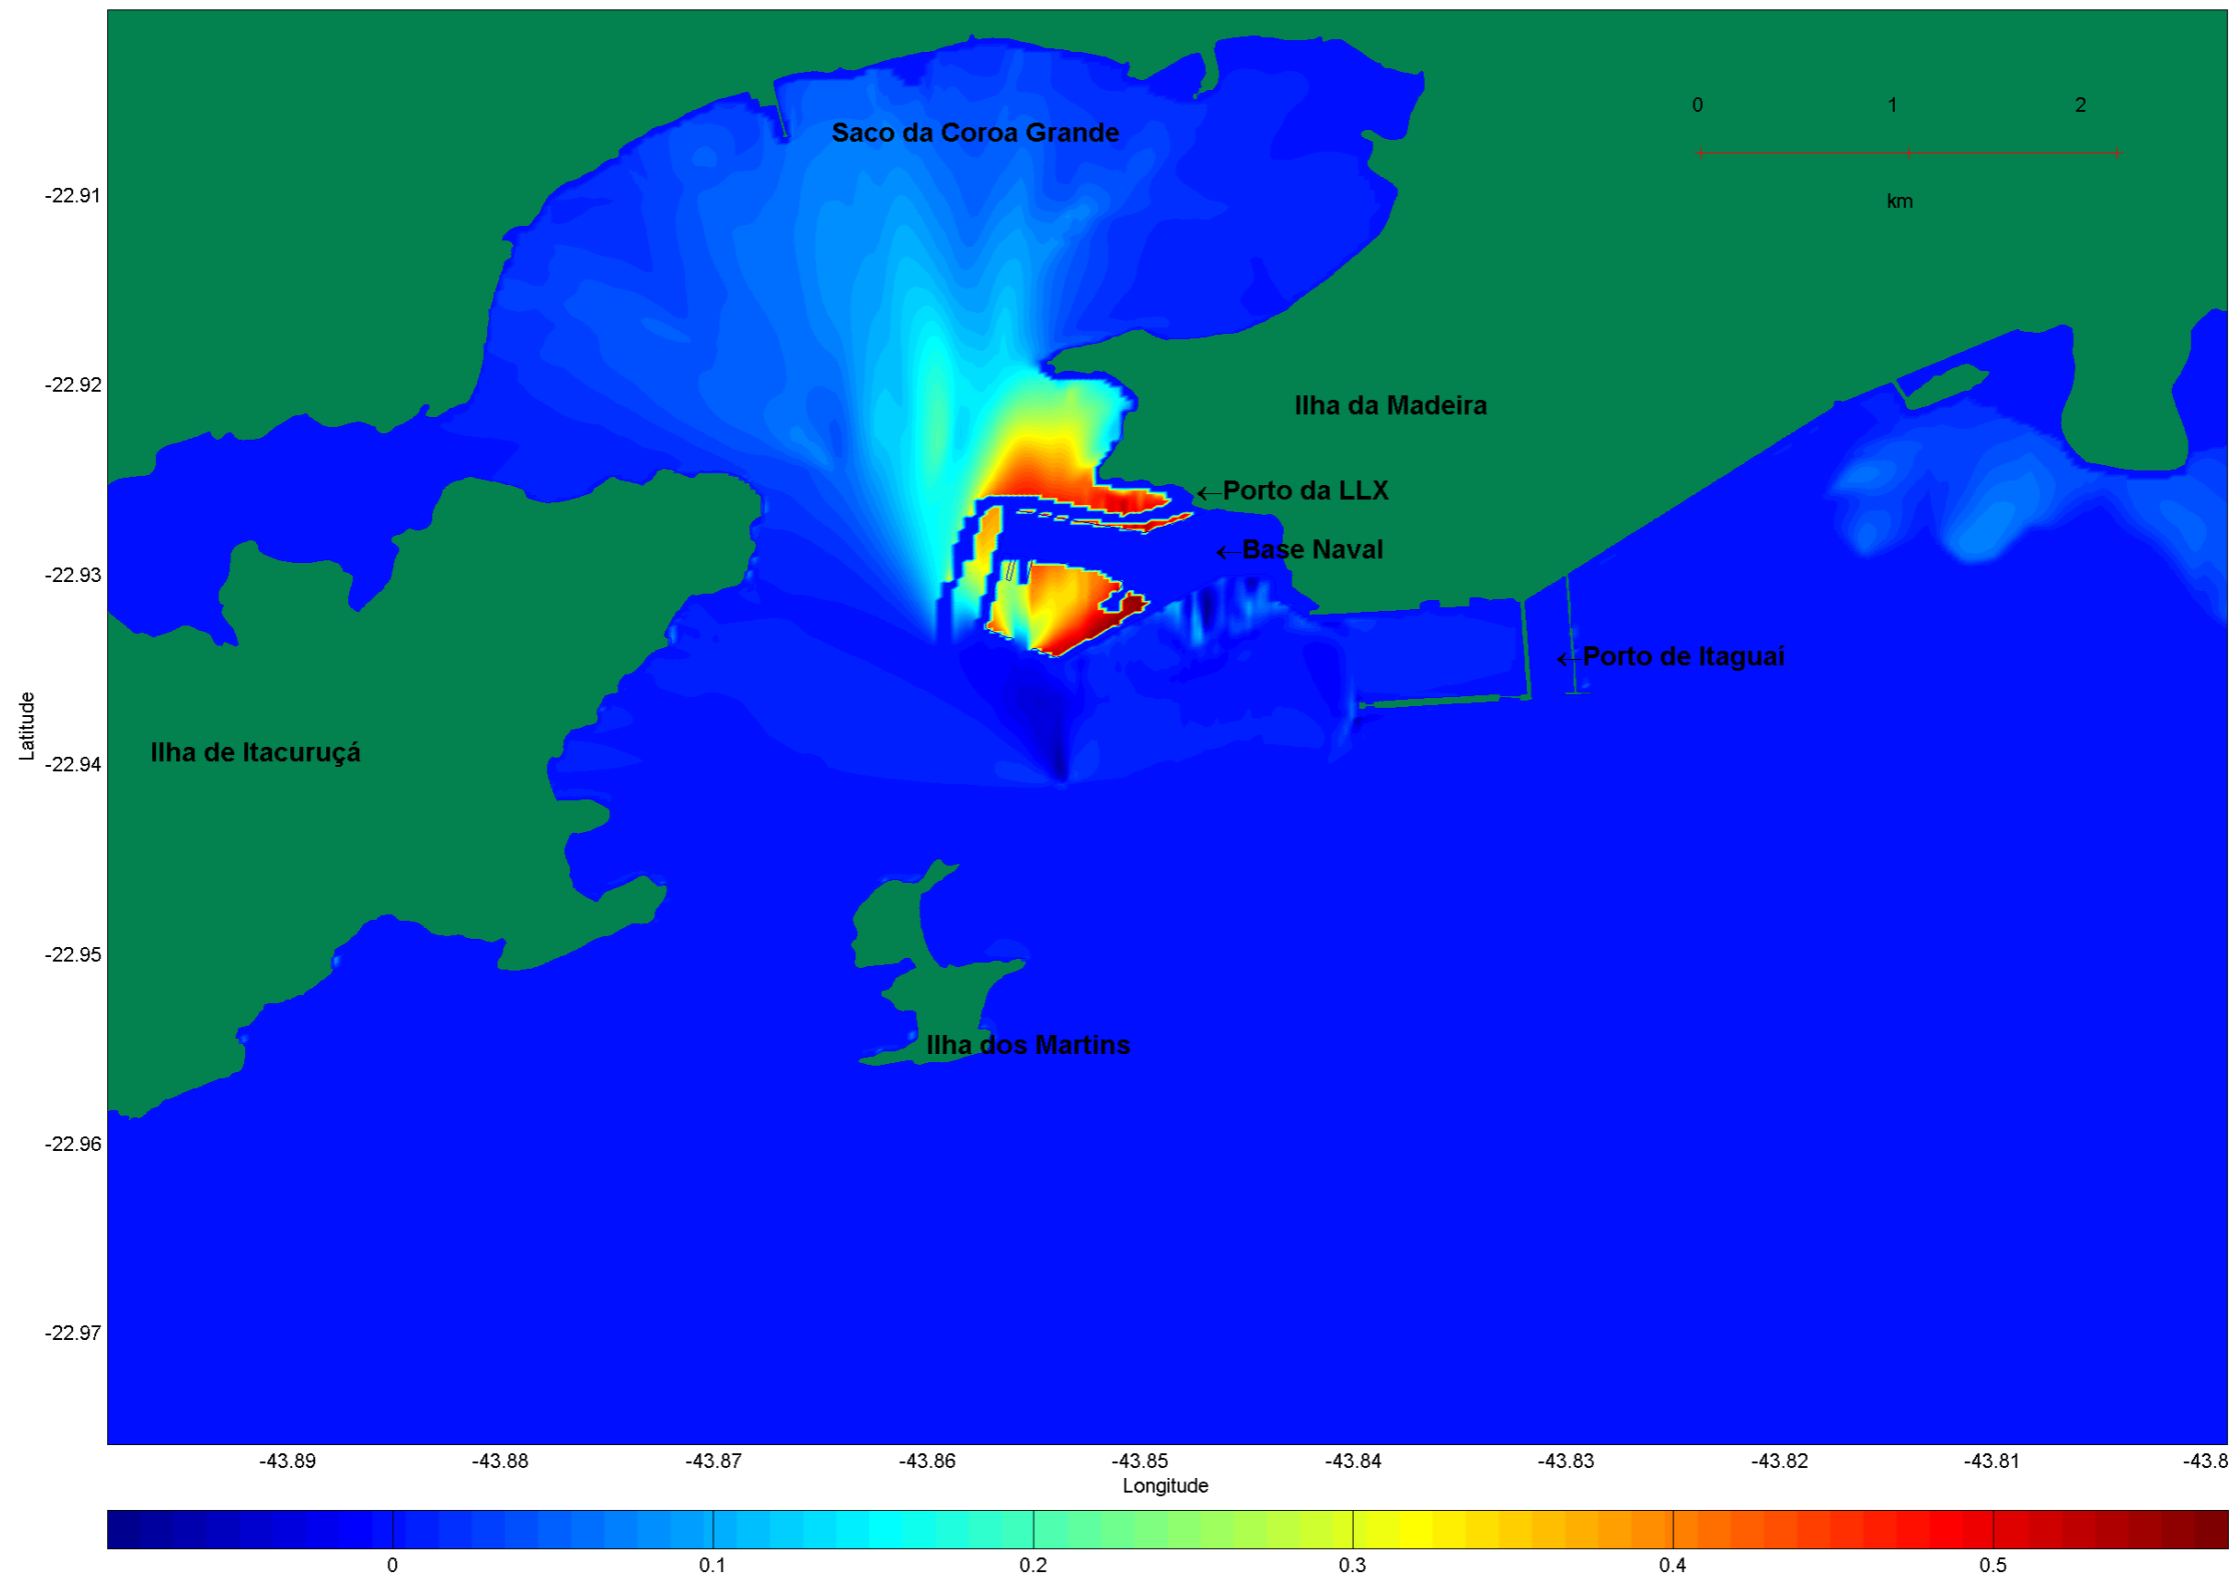 0 1 2
Saco da Coroa Grande
-22.91
km
-22.92
Ilha da Madeira
←Porto da LLX
←Base Naval
-22.93
←Porto de Itaguaí
Latitude
Ilha de Itacuruçá
-22.94
-22.95
Ilha dos Martins
-22.96
-22.97
-43.89 -43.88 -43.87 -43.86 -43.85 -43.84 -43.83 -43.82 -43.81 -43.8
Longitude
0 0.1 0.2 0.3 0.4 0.5